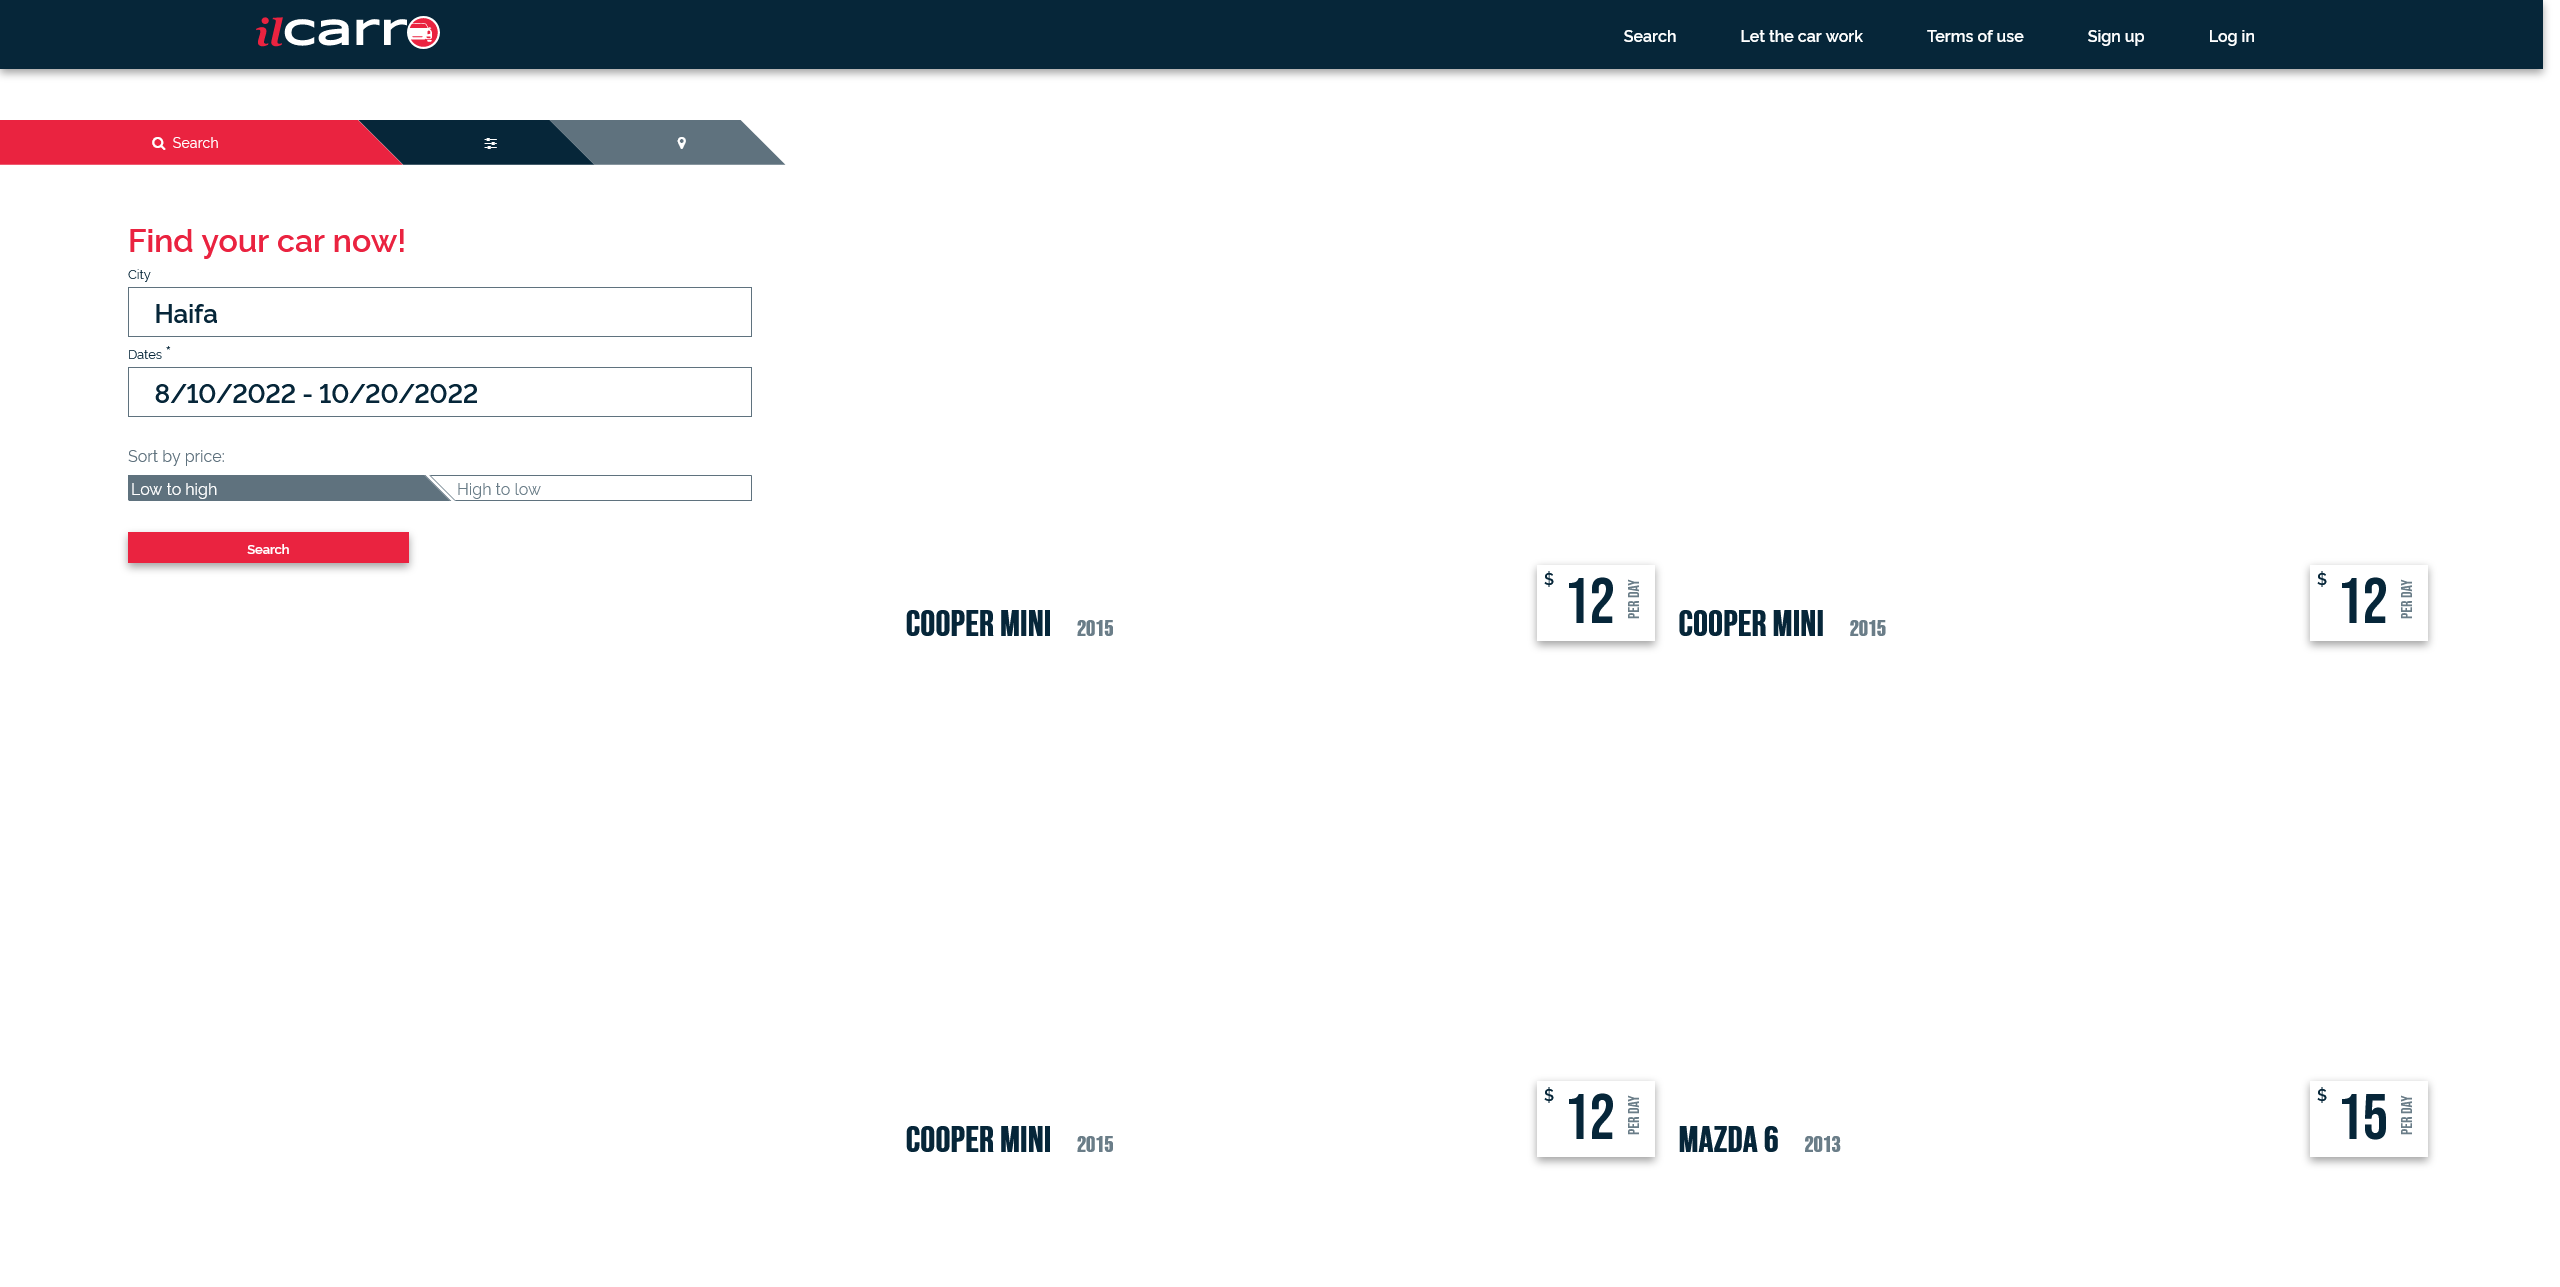 ilcarro
Search Let the car work Terms of use Sign up Log in
Search
Find your car now!
City
Haifa
Dates *
8/10/2022 - 10/20/2022
Sort by price:
Low to high High to low
Search
COOPER MINI 2015 $ 12 PER DAY
COOPER MINI 2015 $ 12 PER DAY
COOPER MINI 2015 $ 12 PER DAY
MAZDA 6 2013 $ 15 PER DAY